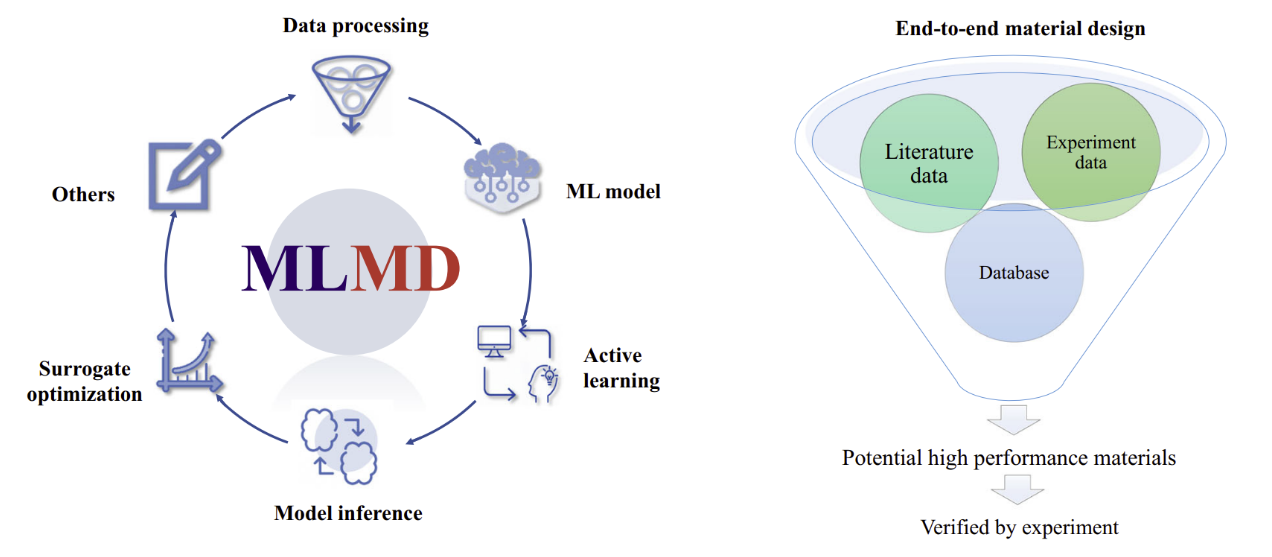 Data processing
ML model
Active
learning
Model inference
Surrogate
optimization
Others
MLMD
End-to-end material design
Literature
data
Experiment
data
Database
Potential high performance materials
Verified by experiment